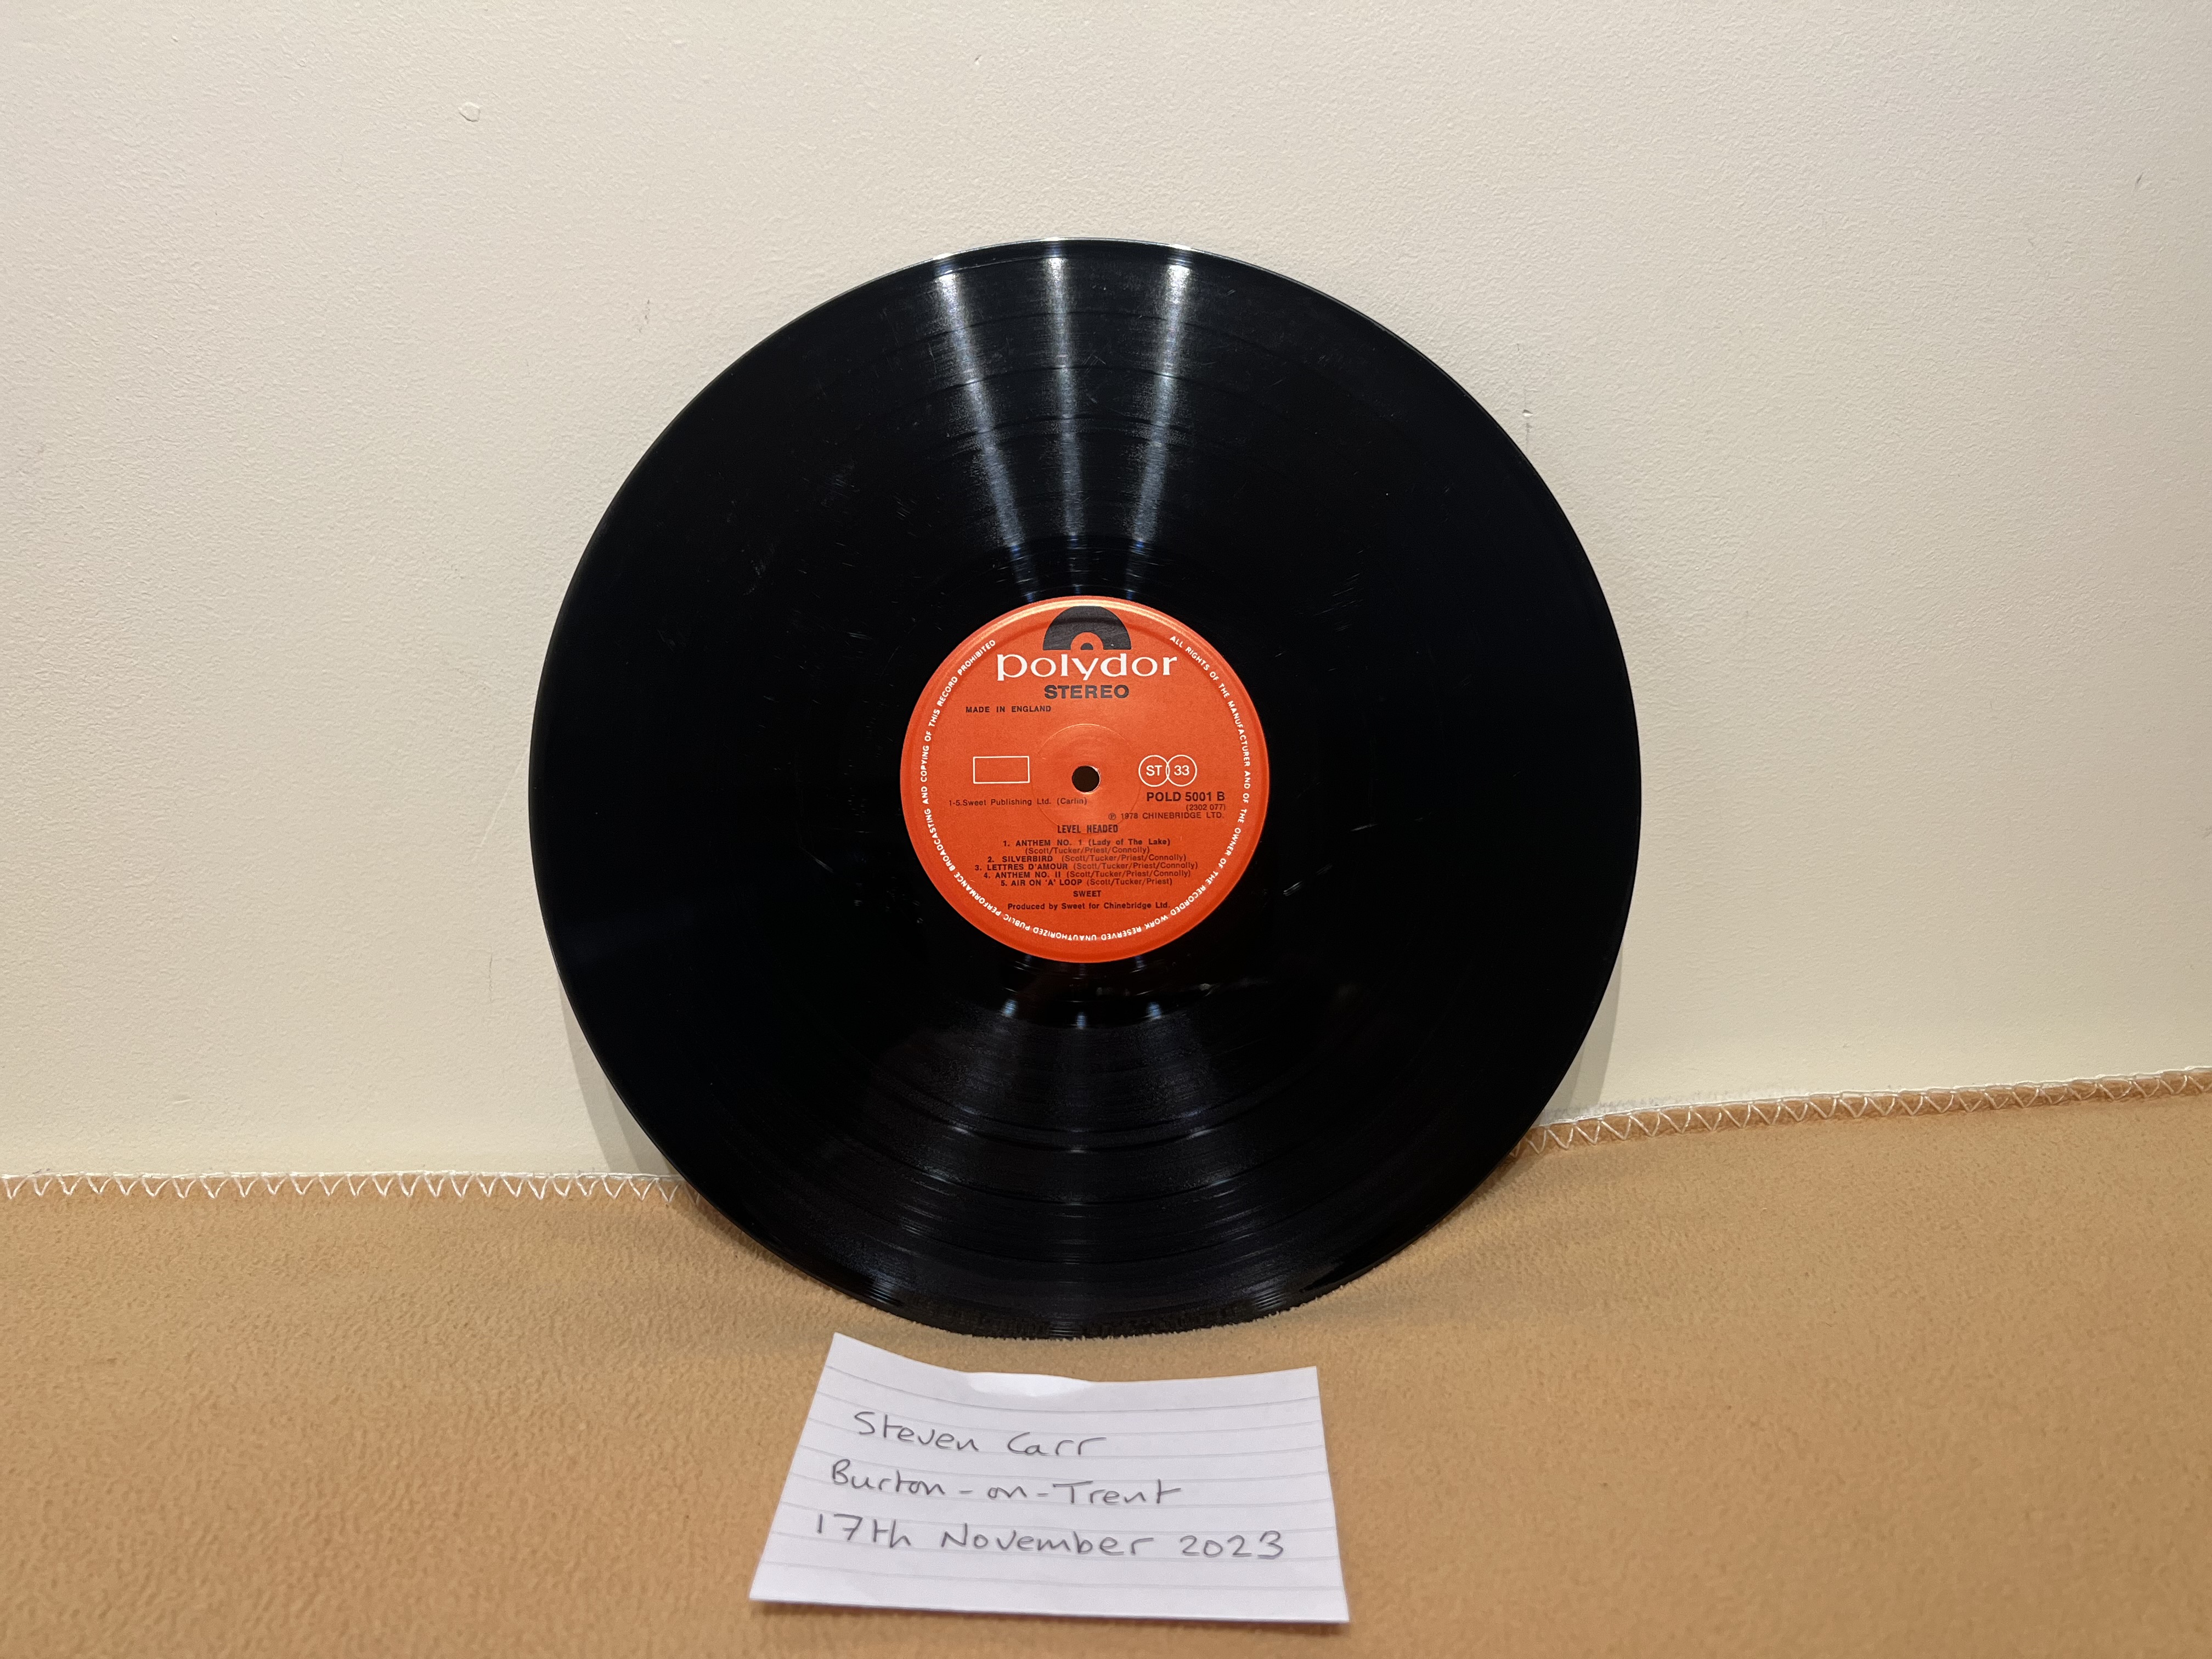 polydor
STEREO
MADE IN ENGLAND
ST 33
POLD 5001 B
(2302 077)
1-5.Sweet Publishing Ltd. (Carlin)
℗ 1978 CHINEBRIDGE LTD.
LEVEL HEADED
1. ANTHEM NO. 1 (Lady of The Lake)
(Scott/Tucker/Priest/Connolly)
2. SILVERBIRD (Scott/Tucker/Priest/Connolly)
3. LETTRES D'AMOUR (Scott/Tucker/Priest/Connolly)
4. ANTHEM NO. II (Scott/Tucker/Priest/Connolly)
5. AIR ON 'A' LOOP (Scott/Tucker/Priest)
SWEET
Produced by Sweet for Chinebridge Ltd.
ALL RIGHTS OF THE MANUFACTURER AND OF THE OWNER OF THE RECORDED WORK RESERVED UNAUTHORIZED PUBLIC PERFORMANCE BROADCASTING AND COPYING OF THIS RECORD PROHIBITED
Steven Carr
Burton-on-Trent
17th November 2023